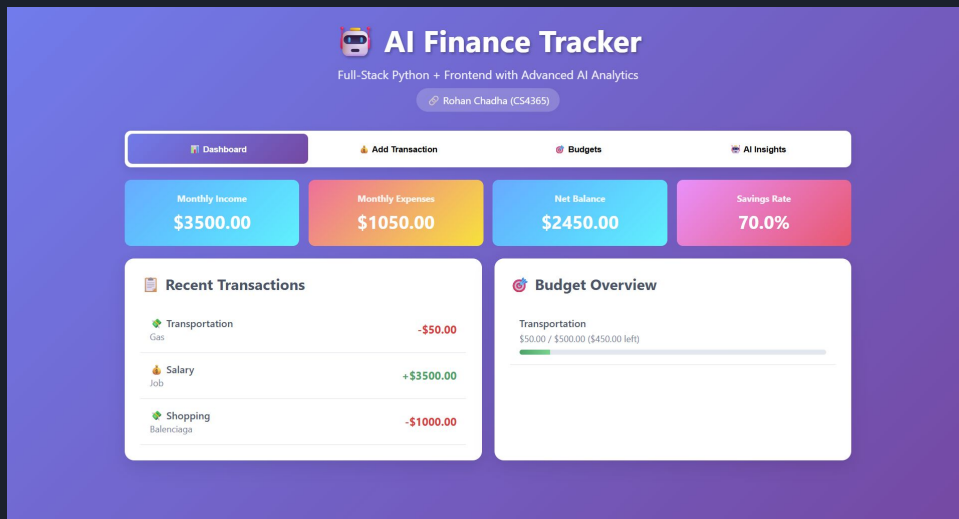 AI Finance Tracker
Full-Stack Python + Frontend with Advanced AI Analytics
Rohan Chadha (CS4365)
Dashboard
Add Transaction
Budgets
AI Insights
Monthly Income
$3500.00
Monthly Expenses
$1050.00
Net Balance
$2450.00
Savings Rate
70.0%
Recent Transactions
Transportation
Gas
-$50.00
Salary
Job
+$3500.00
Shopping
Balenciaga
-$1000.00
Budget Overview
Transportation
$50.00 / $500.00 ($450.00 left)